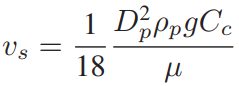 v_s = \frac{1}{18} \frac{D_p^2 \rho_p g C_c}{\mu}